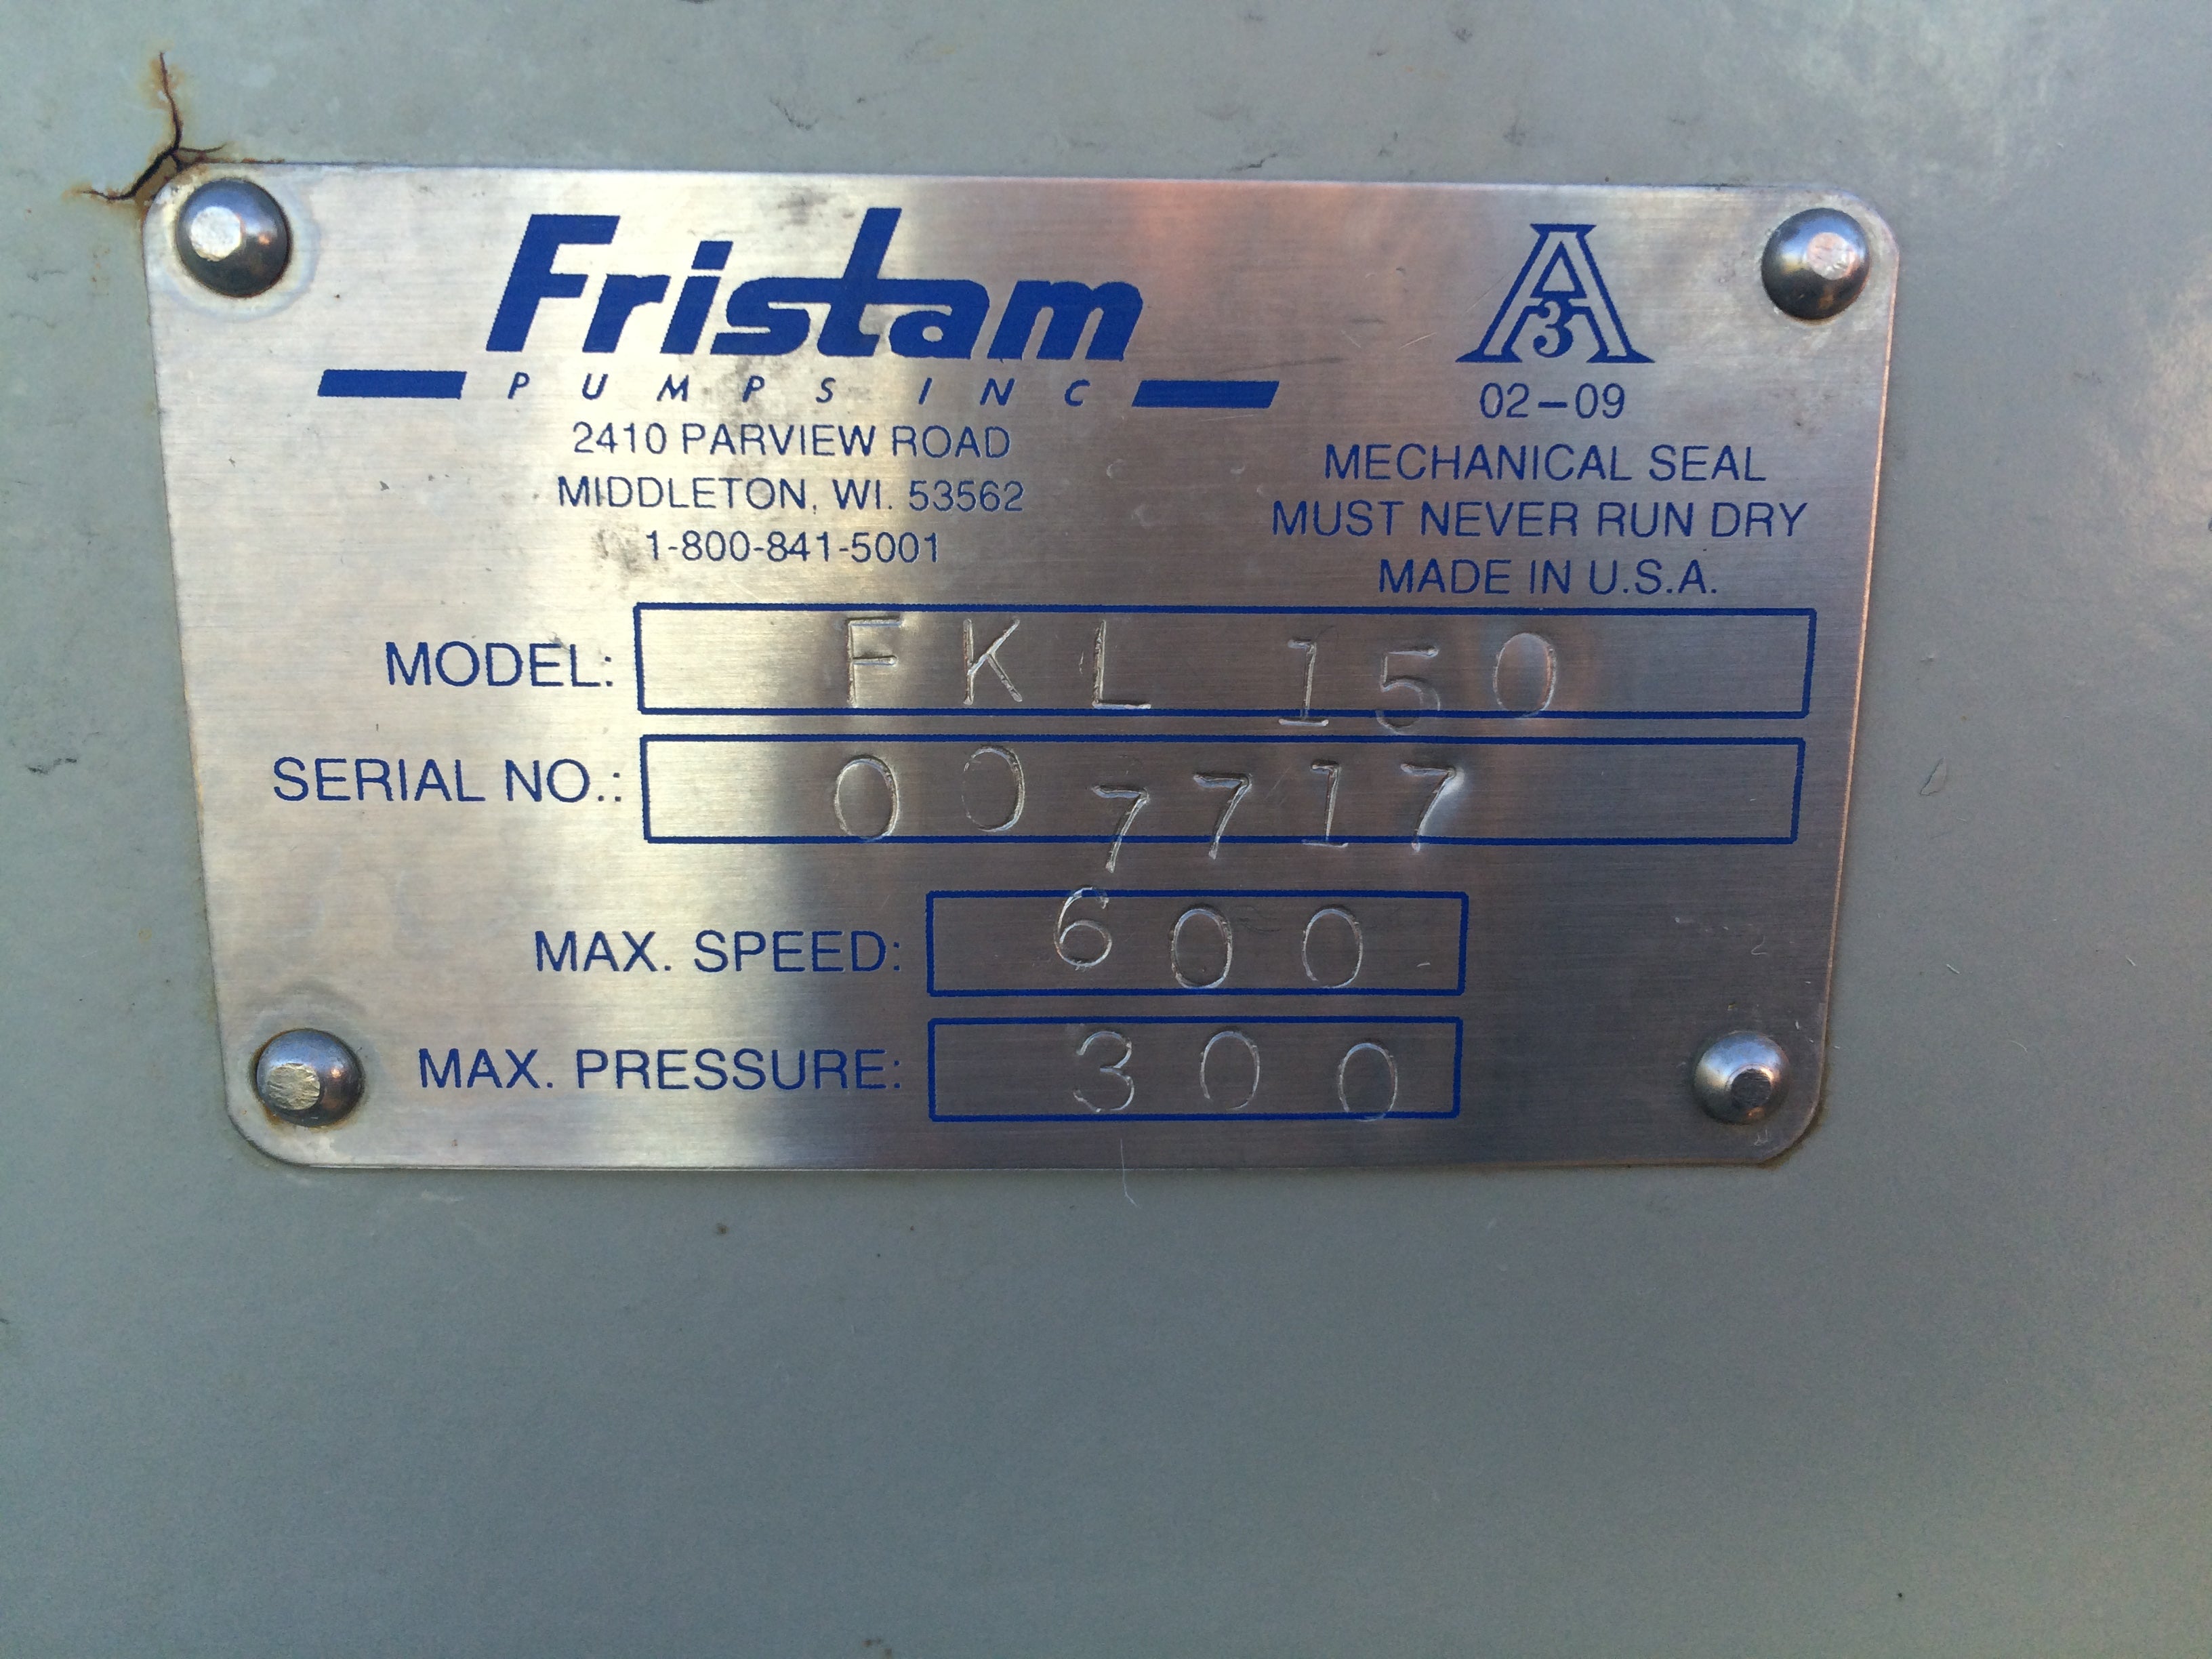 Fristam
PUMPS INC
2410 PARVIEW ROAD
MIDDLETON, WI. 53562
1-800-841-5001
A3
02-09
MECHANICAL SEAL
MUST NEVER RUN DRY
MADE IN U.S.A.
MODEL: FKL 150
SERIAL NO.: 007717
MAX. SPEED: 600
MAX. PRESSURE: 300